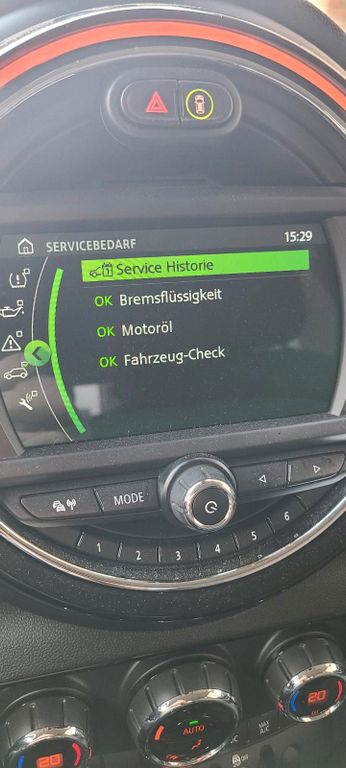 SERVICEBEDARF 15:29
Service Historie
OK Bremsflüssigkeit
OK Motoröl
OK Fahrzeug-Check
MODE
1 2 3 4 5 6
MAX
A/C
20 AUTO 20